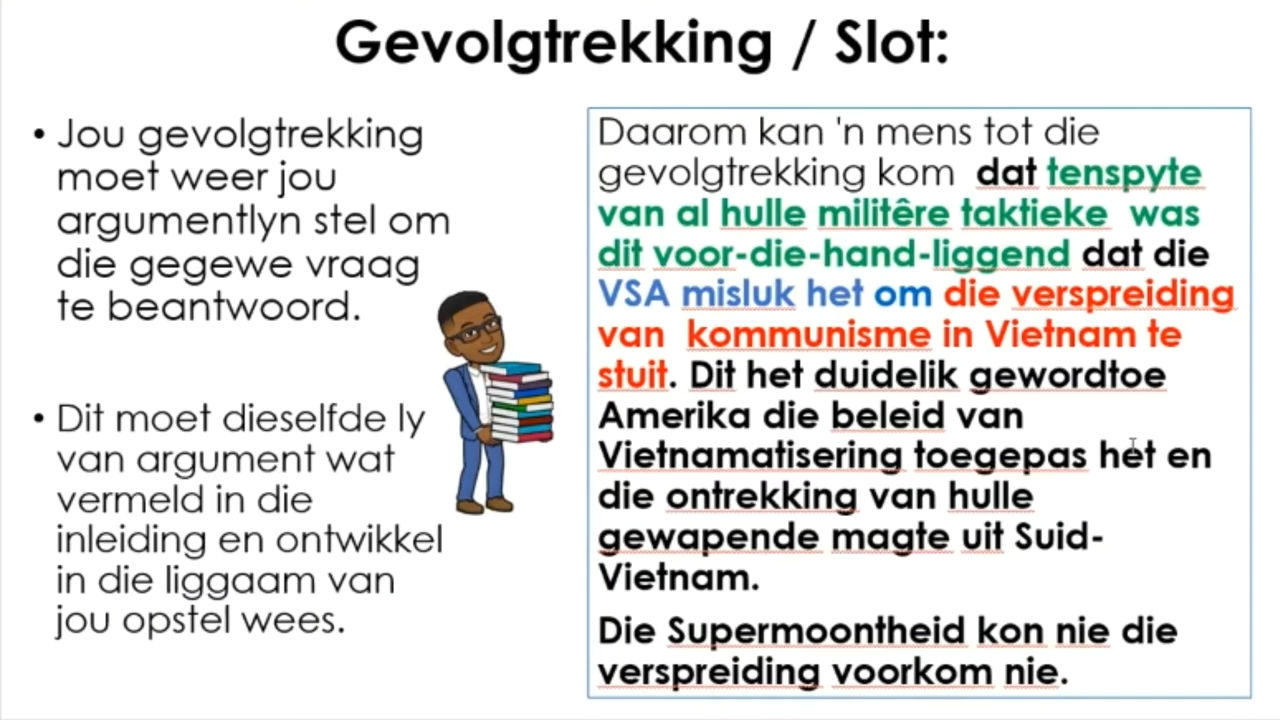 Gevolgtrekking / Slot:
• Jou gevolgtrekking
moet weer jou
argumentlyn stel om
die gegewe vraag
te beantwoord.
• Dit moet dieselfde ly
van argument wat
vermeld in die
inleiding en ontwikkel
in die liggaam van
jou opstel wees.
Daarom kan 'n mens tot die
gevolgtrekking kom dat tenspyte
van al hulle militêre taktieke was
dit voor-die-hand-liggend dat die
VSA misluk het om die verspreiding
van kommunisme in Vietnam te
stuit. Dit het duidelik gewordtoe
Amerika die beleid van
Vietnamatisering toegepas het en
die ontrekking van hulle
gewapende magte uit Suid-
Vietnam.
Die Supermoontheid kon nie die
verspreiding voorkom nie.